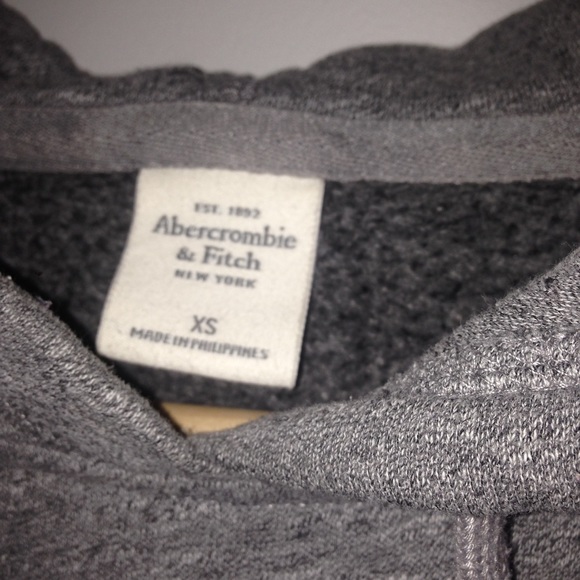 EST. 1892
Abercrombie
& Fitch
NEW YORK
XS
MADE IN PHILIPPINES